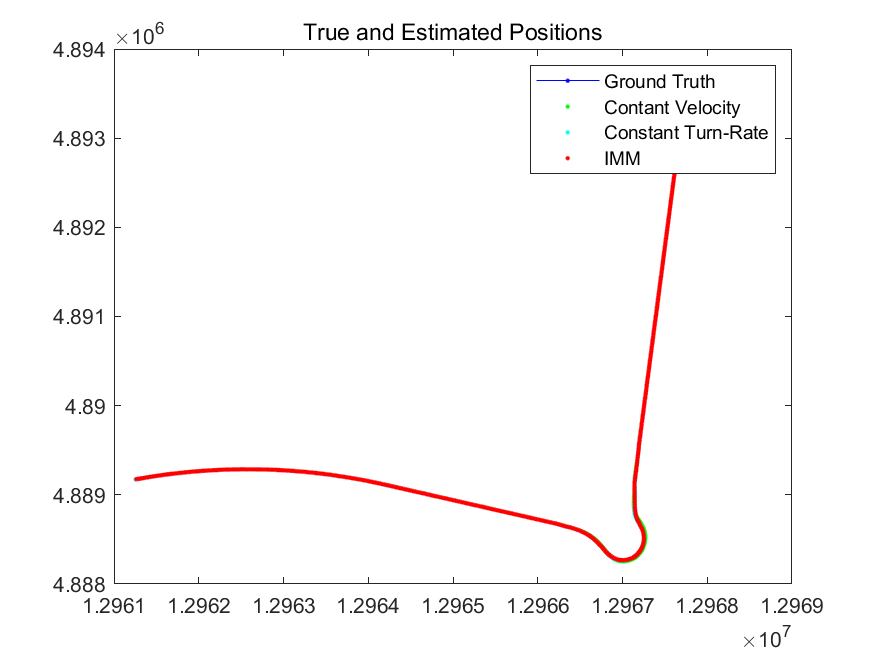 True and Estimated Positions
×10⁶
4.894
4.893
4.892
4.891
4.89
4.889
4.888
Ground Truth
Contant Velocity
Constant Turn-Rate
IMM
1.2961 1.2962 1.2963 1.2964 1.2965 1.2966 1.2967 1.2968 1.2969
×10⁷